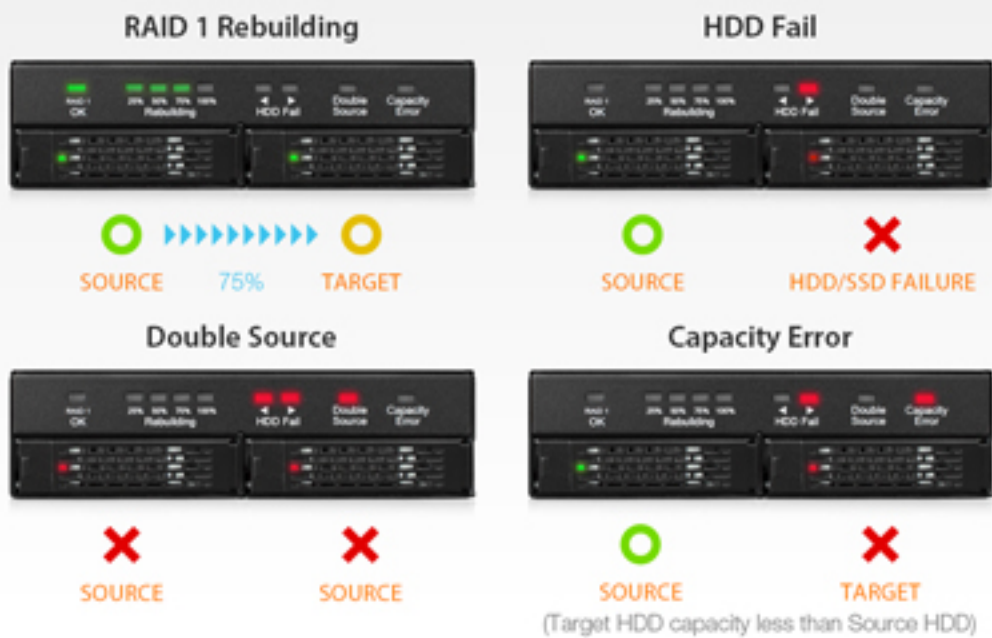 RAID 1 Rebuilding
RAID 1 OK
25% 50% 75% 100%
Rebuilding
HDD Fail
Double Source
Capacity Error
SOURCE
75%
TARGET
HDD Fail
RAID 1 OK
25% 50% 75% 100%
Rebuilding
HDD Fail
Double Source
Capacity Error
SOURCE
HDD/SSD FAILURE
Double Source
RAID 1 OK
25% 50% 75% 100%
Rebuilding
HDD Fail
Double Source
Capacity Error
SOURCE
SOURCE
Capacity Error
RAID 1 OK
25% 50% 75% 100%
Rebuilding
HDD Fail
Double Source
Capacity Error
SOURCE
TARGET
(Target HDD capacity less than Source HDD)